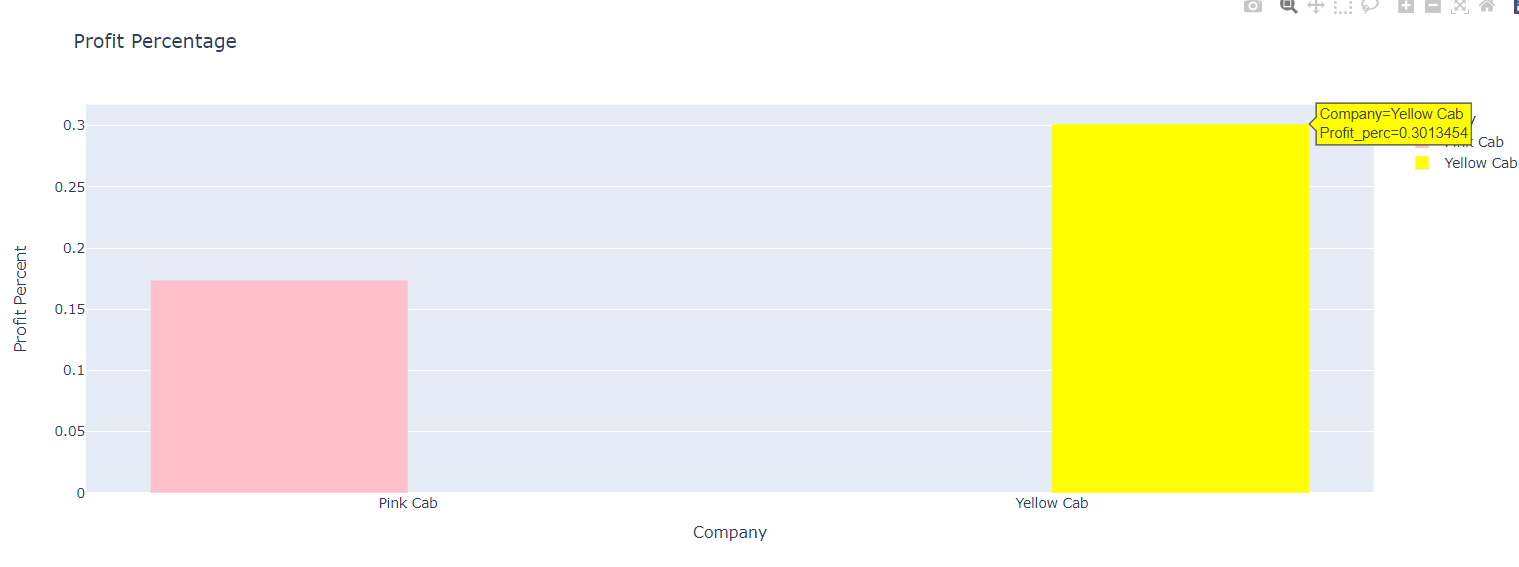 Profit Percentage
Company=Yellow Cab
Profit_perc=0.3013454
Cab
Yellow Cab
Profit Percent
0.3
0.25
0.2
0.15
0.1
0.05
0
Pink Cab
Yellow Cab
Company